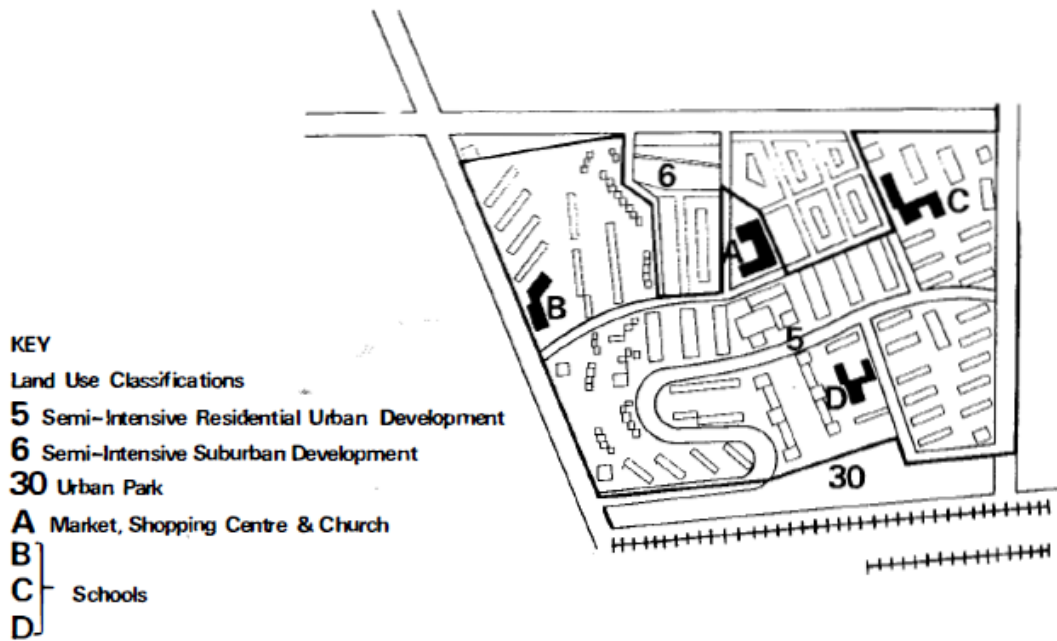 6
C
A
B
5
D
30
KEY
Land Use Classifications
5 Semi-Intensive Residential Urban Development
6 Semi-Intensive Suburban Development
30 Urban Park
A Market, Shopping Centre & Church
B
C Schools
D